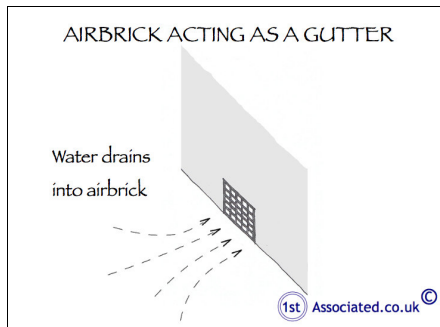 AIRBRICK ACTING AS A GUTTER
Water drains
into airbrick
1st Associated.co.uk ©